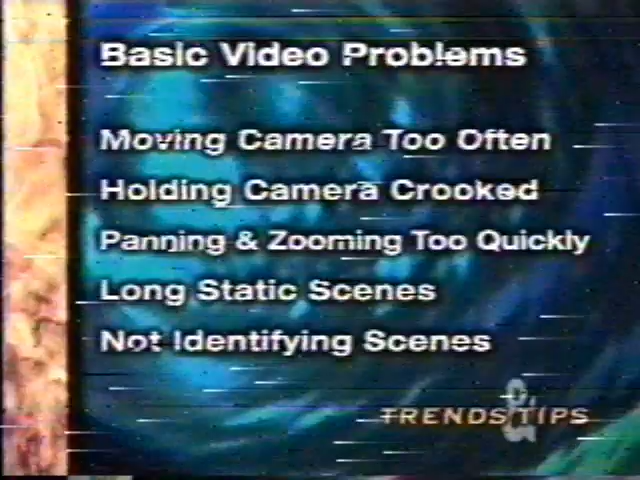 Basic Video Problems
Moving Camera Too Often
Holding Camera Crooked
Panning & Zooming Too Quickly
Long Static Scenes
Not Identifying Scenes
TRENDS & TIPS